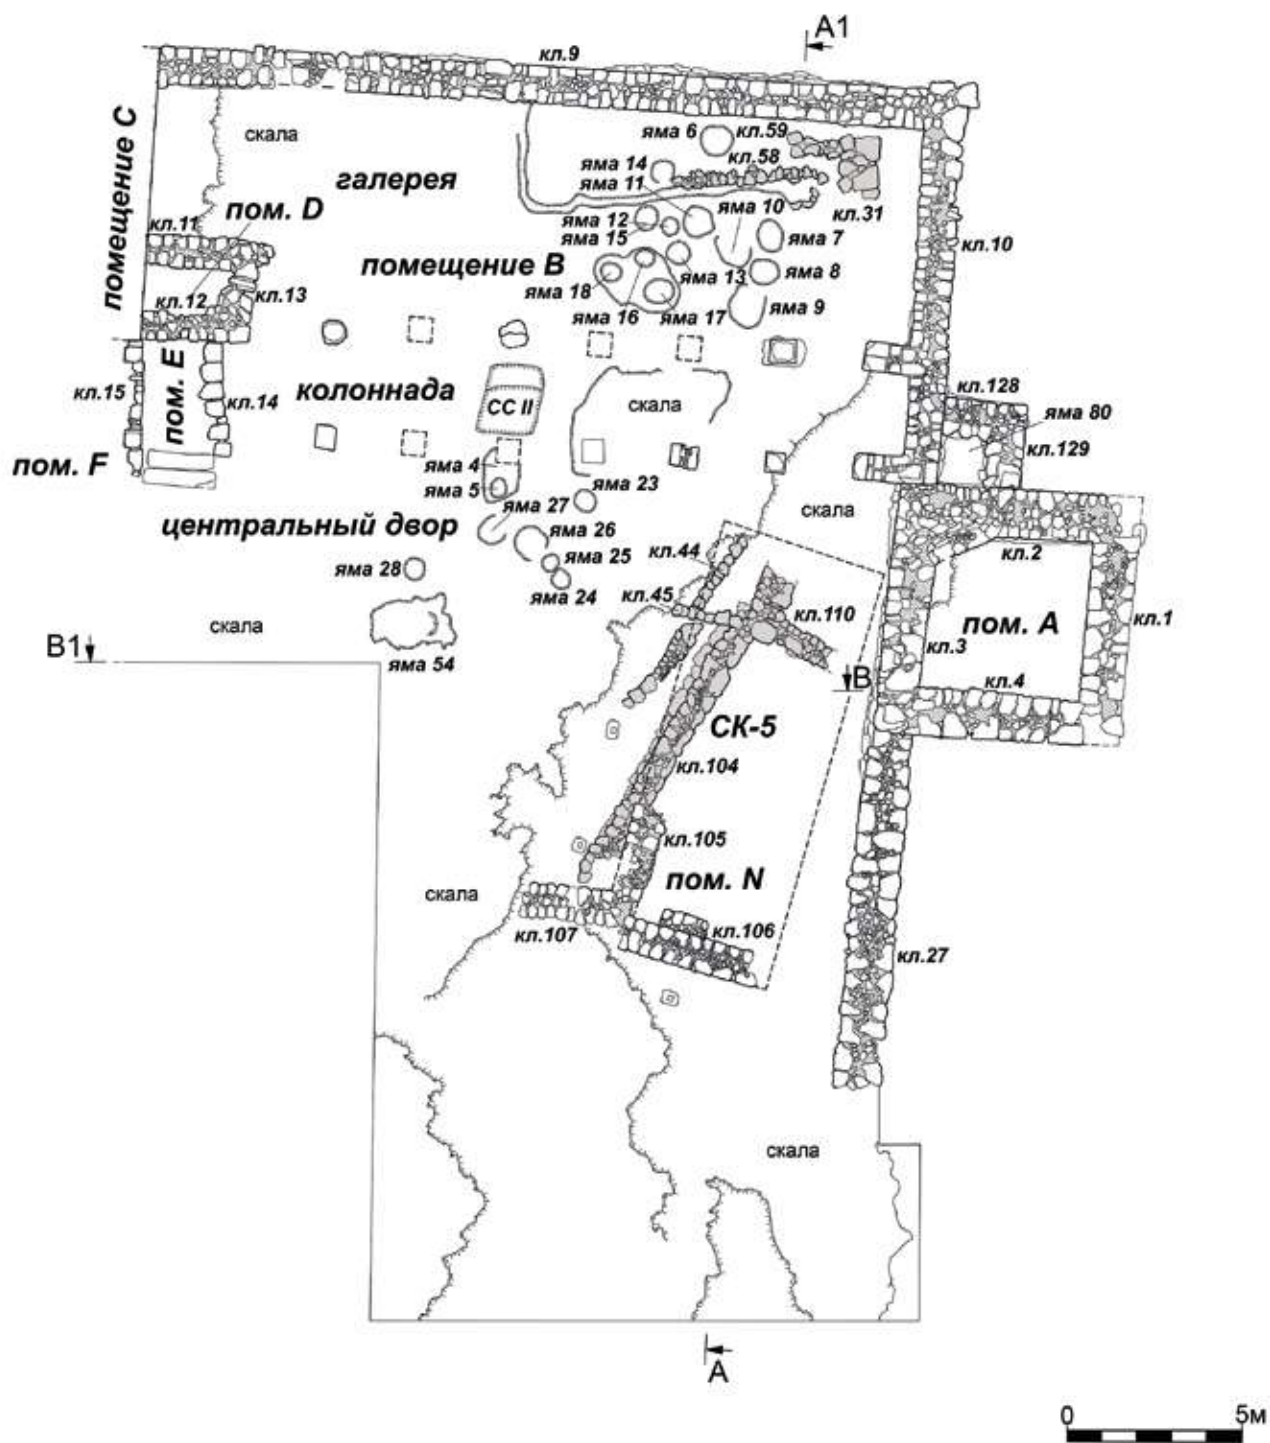 А1
кл.9
помещение С
скала
яма 6
кл.59
яма 14
кл.58
яма 11
галерея
кл.31
пом. D
кл.11
яма 12
яма 10
яма 15
яма 7
кл.10
помещение В
кл.12
кл.13
яма 18
яма 13
яма 8
яма 16
яма 17
яма 9
кл.15
пом. Е
кл.14
колоннада
СС II
скала
кл.128
яма 80
кл.129
пом. F
яма 4
яма 5
яма 23
яма 27
центральный двор
яма 26
скала
яма 25
кл.44
кл.2
яма 28
яма 24
кл.45
кл.110
кл.1
скала
пом. А
кл.3
В1
яма 54
В
кл.4
СК-5
кл.104
кл.105
скала
пом. N
кл.107
кл.106
кл.27
скала
А
0
5м